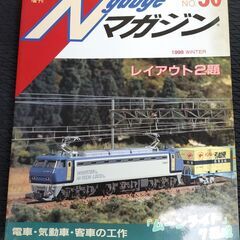 増刊
N gauge
NO.30
マガジン
1998 WINTER
レイアウト2題
電車・気動車・客車の工作